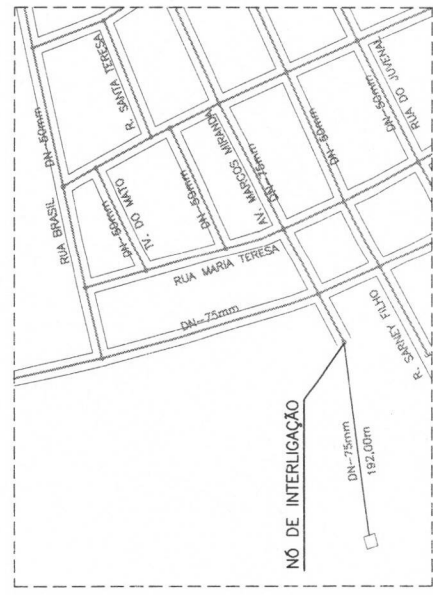 RUA BRASIL
DN-50mm
R. SANTA TERESA
DN-50mm
TV. DO MATO
DN-50mm
AV. MARCOS MIRANDA
DN-75mm
DN-50mm
DN-50mm
RUA DO JUVENAL
RUA MARIA TERESA
DN-75mm
R. SARNEY FILHO
NÓ DE INTERLIGAÇÃO
DN-75mm
192,00m